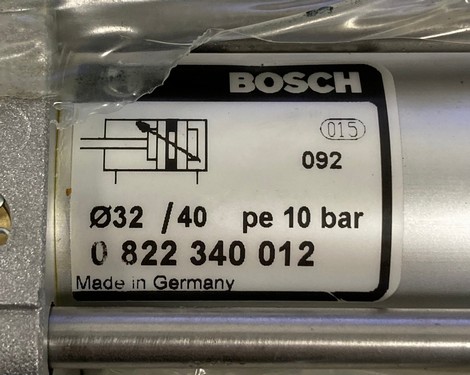 BOSCH
015
092
Ø32 /40 pe 10 bar
0 822 340 012
Made in Germany